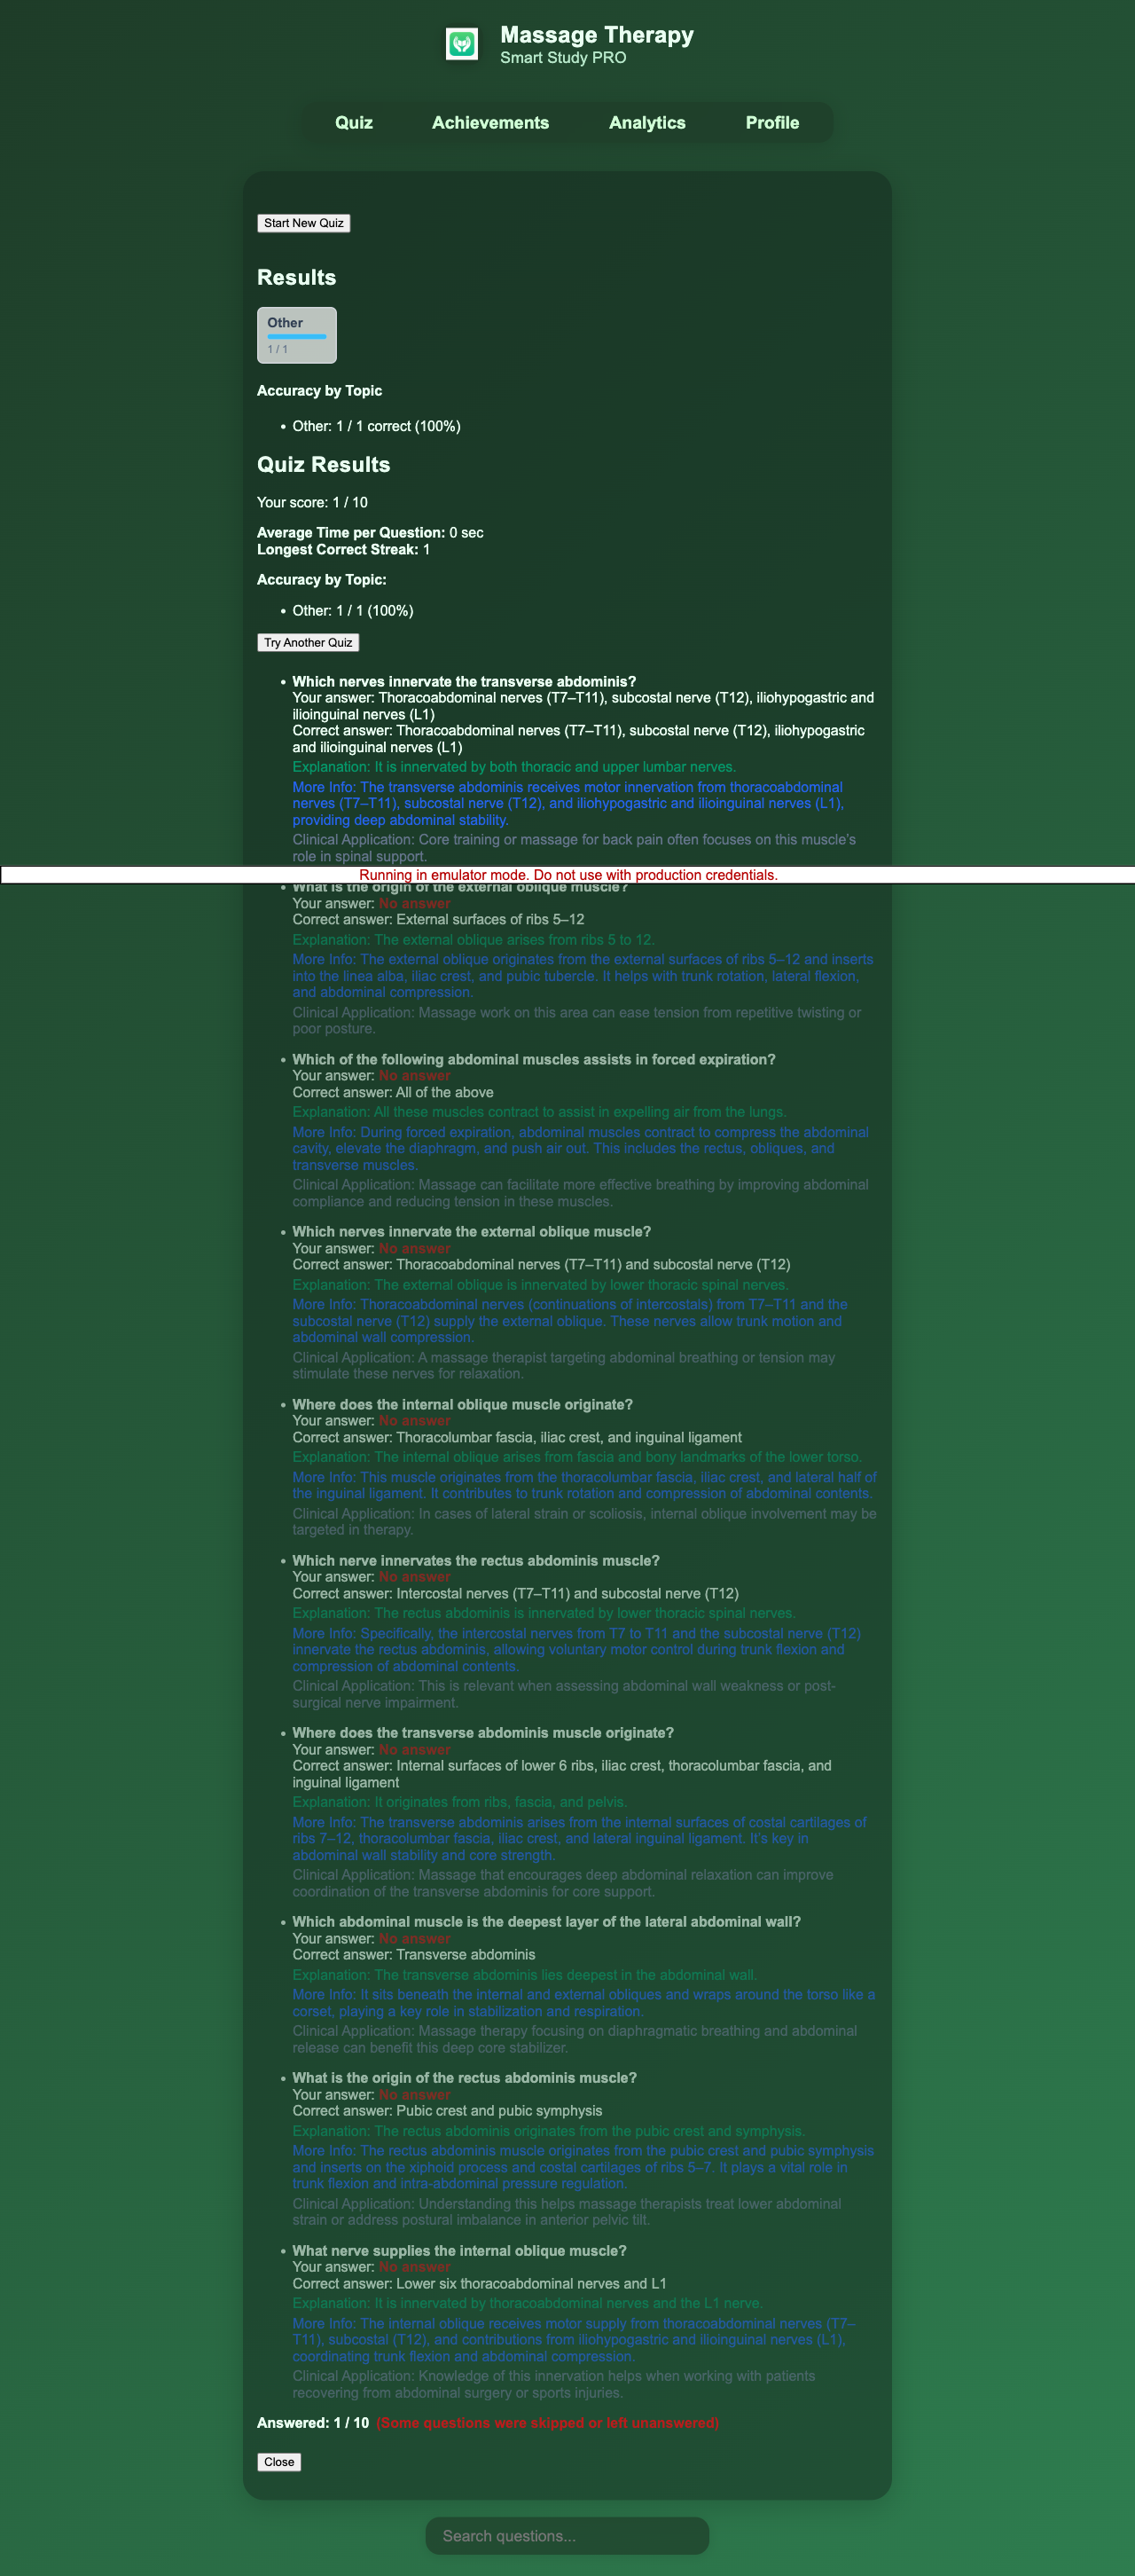 Massage Therapy
Smart Study PRO
Quiz
Achievements
Analytics
Profile
Start New Quiz
Results
Other
1 / 1
Accuracy by Topic
• Other: 1 / 1 correct (100%)
Quiz Results
Your score: 1 / 10
Average Time per Question: 0 sec
Longest Correct Streak: 1
Accuracy by Topic:
• Other: 1 / 1 (100%)
Try Another Quiz
• Which nerves innervate the transverse abdominis?
Your answer: Thoracoabdominal nerves (T7–T11), subcostal nerve (T12), iliohypogastric and
ilioinguinal nerves (L1)
Correct answer: Thoracoabdominal nerves (T7–T11), subcostal nerve (T12), iliohypogastric
and ilioinguinal nerves (L1)
Explanation: It is innervated by both thoracic and upper lumbar nerves.
More Info: The transverse abdominis receives motor innervation from thoracoabdominal
nerves (T7–T11), subcostal nerve (T12), and iliohypogastric and ilioinguinal nerves (L1),
providing deep abdominal stability.
Clinical Application: Core training or massage for back pain often focuses on this muscle's
role in spinal support.
Running in emulator mode. Do not use with production credentials.
• What is the origin of the external oblique muscle?
Your answer: No answer
Correct answer: External surfaces of ribs 5–12
Explanation: The external oblique arises from ribs 5 to 12.
More Info: The external oblique originates from the external surfaces of ribs 5–12 and inserts
into the linea alba, iliac crest, and pubic tubercle. It helps with trunk rotation, lateral flexion,
and abdominal compression.
Clinical Application: Massage work on this area can ease tension from repetitive twisting or
poor posture.
• Which of the following abdominal muscles assists in forced expiration?
Your answer: No answer
Correct answer: All of the above
Explanation: All these muscles contract to assist in expelling air from the lungs.
More Info: During forced expiration, abdominal muscles contract to compress the abdominal
cavity, elevate the diaphragm, and push air out. This includes the rectus, obliques, and
transverse muscles.
Clinical Application: Massage can facilitate more effective breathing by improving abdominal
compliance and reducing tension in these muscles.
• Which nerves innervate the external oblique muscle?
Your answer: No answer
Correct answer: Thoracoabdominal nerves (T7–T11) and subcostal nerve (T12)
Explanation: The external oblique is innervated by lower thoracic spinal nerves.
More Info: Thoracoabdominal nerves (continuations of intercostals) from T7–T11 and the
subcostal nerve (T12) supply the external oblique. These nerves allow trunk motion and
abdominal wall compression.
Clinical Application: A massage therapist targeting abdominal breathing or tension may
stimulate these nerves for relaxation.
• Where does the internal oblique muscle originate?
Your answer: No answer
Correct answer: Thoracolumbar fascia, iliac crest, and inguinal ligament
Explanation: The internal oblique arises from fascia and bony landmarks of the lower torso.
More Info: This muscle originates from the thoracolumbar fascia, iliac crest, and lateral half of
the inguinal ligament. It contributes to trunk rotation and compression of abdominal contents.
Clinical Application: In cases of lateral strain or scoliosis, internal oblique involvement may be
targeted in therapy.
• Which nerve innervates the rectus abdominis muscle?
Your answer: No answer
Correct answer: Intercostal nerves (T7–T11) and subcostal nerve (T12)
Explanation: The rectus abdominis is innervated by lower thoracic spinal nerves.
More Info: Specifically, the intercostal nerves from T7 to T11 and the subcostal nerve (T12)
innervate the rectus abdominis, allowing voluntary motor control during trunk flexion and
compression of abdominal contents.
Clinical Application: This is relevant when assessing abdominal wall weakness or post-
surgical nerve impairment.
• Where does the transverse abdominis muscle originate?
Your answer: No answer
Correct answer: Internal surfaces of lower 6 ribs, iliac crest, thoracolumbar fascia, and
inguinal ligament
Explanation: It originates from ribs, fascia, and pelvis.
More Info: The transverse abdominis arises from the internal surfaces of costal cartilages of
ribs 7–12, thoracolumbar fascia, iliac crest, and lateral inguinal ligament. It's key in
abdominal wall stability and core strength.
Clinical Application: Massage that encourages deep abdominal relaxation can improve
coordination of the transverse abdominis for core support.
• Which abdominal muscle is the deepest layer of the lateral abdominal wall?
Your answer: No answer
Correct answer: Transverse abdominis
Explanation: The transverse abdominis lies deepest in the abdominal wall.
More Info: It sits beneath the internal and external obliques and wraps around the torso like a
corset, playing a key role in stabilization and respiration.
Clinical Application: Massage therapy focusing on diaphragmatic breathing and abdominal
release can benefit this deep core stabilizer.
• What is the origin of the rectus abdominis muscle?
Your answer: No answer
Correct answer: Pubic crest and pubic symphysis
Explanation: The rectus abdominis originates from the pubic crest and symphysis.
More Info: The rectus abdominis muscle originates from the pubic crest and pubic symphysis
and inserts on the xiphoid process and costal cartilages of ribs 5–7. It plays a vital role in
trunk flexion and intra-abdominal pressure regulation.
Clinical Application: Understanding this helps massage therapists treat lower abdominal
strain or address postural imbalance in anterior pelvic tilt.
• What nerve supplies the internal oblique muscle?
Your answer: No answer
Correct answer: Lower six thoracoabdominal nerves and L1
Explanation: It is innervated by thoracoabdominal nerves and the L1 nerve.
More Info: The internal oblique receives motor supply from thoracoabdominal nerves (T7–
T11), subcostal (T12), and contributions from iliohypogastric and ilioinguinal nerves (L1),
coordinating trunk flexion and abdominal compression.
Clinical Application: Knowledge of this innervation helps when working with patients
recovering from abdominal surgery or sports injuries.
Answered: 1 / 10 (Some questions were skipped or left unanswered)
Close
Search questions...